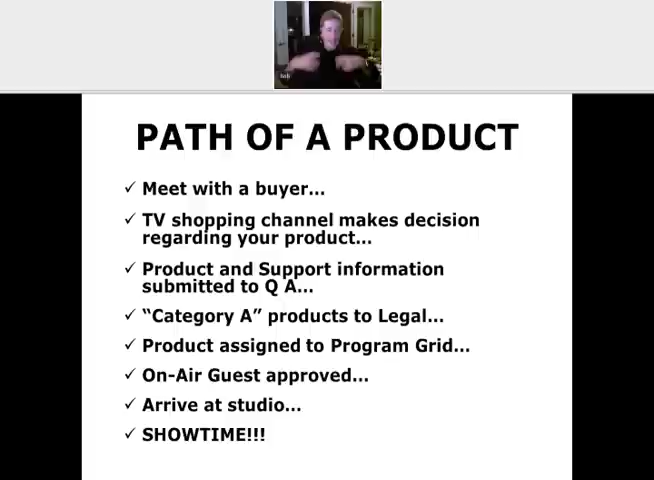 Bob
PATH OF A PRODUCT
✓ Meet with a buyer...
✓ TV shopping channel makes decision
regarding your product...
✓ Product and Support information
submitted to Q A...
✓ “Category A” products to Legal...
✓ Product assigned to Program Grid...
✓ On-Air Guest approved...
✓ Arrive at studio...
✓ SHOWTIME!!!